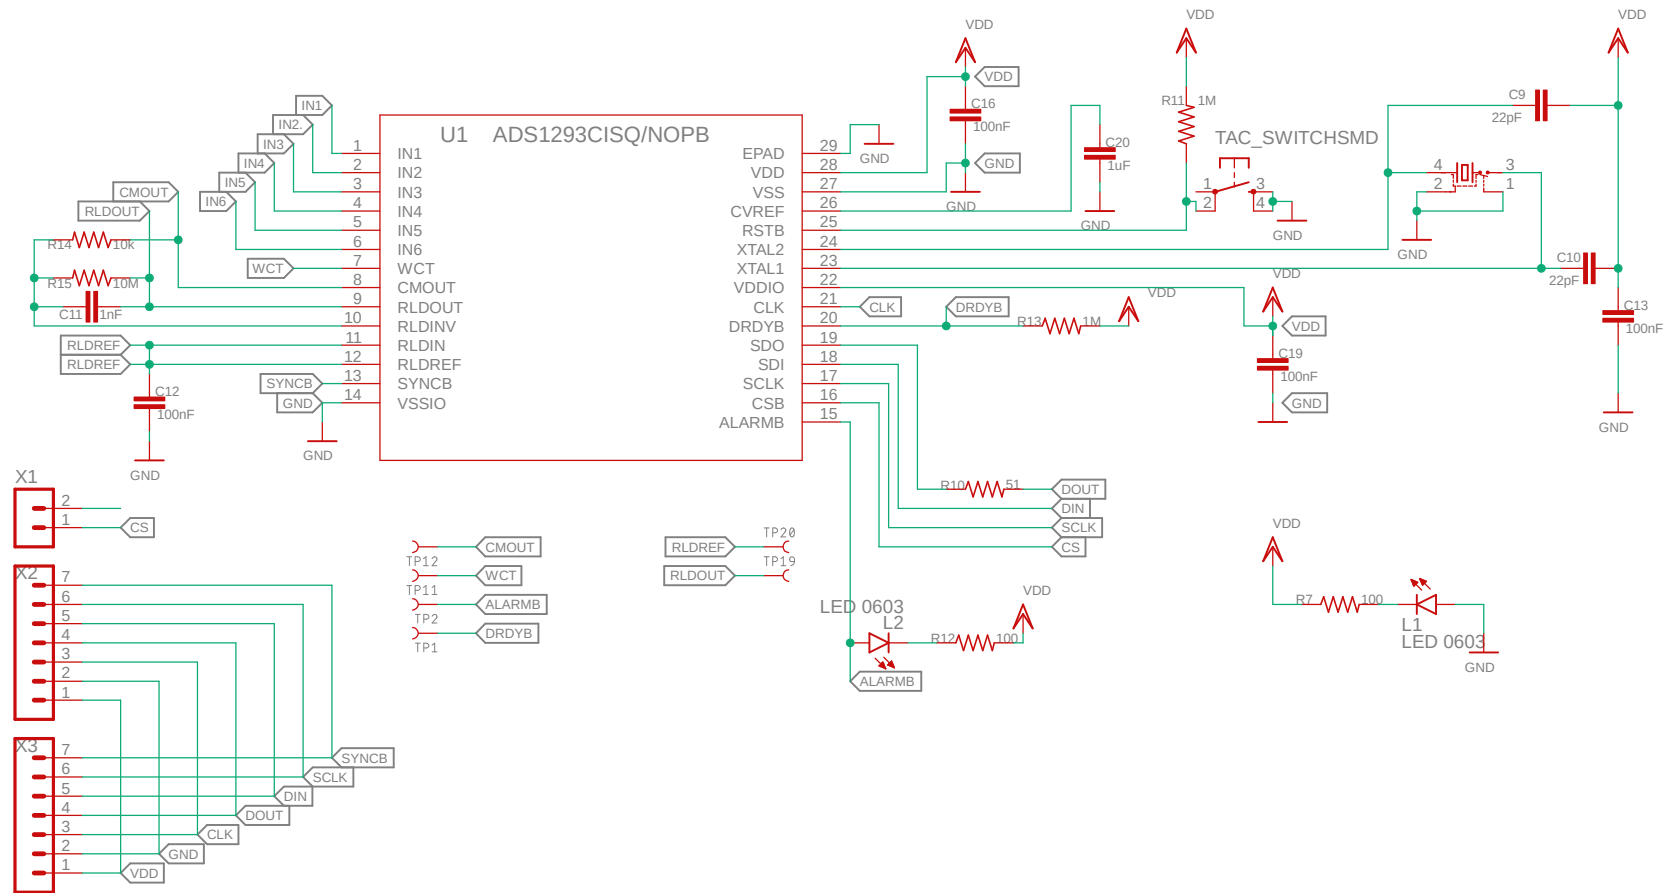 VDD
VDD
VDD
VDD
C16
100nF
GND
GND
C20
1uF
GND
R11 1M
TAC_SWITCHSMD
1 3
2 4
GND
C9
22pF
4 3
2 1
GND
C10
22pF
C13
100nF
GND
U1 ADS1293CISQ/NOPB
IN1
IN2.
IN3
IN4
IN5
IN6
WCT
CMOUT
RLDOUT
R14 10k
R15 10M
C11 1nF
RLDREF
RLDREF
C12
100nF
GND
SYNCB
GND
GND
1 IN1
2 IN2
3 IN3
4 IN4
5 IN5
6 IN6
7 WCT
8 CMOUT
9 RLDOUT
10 RLDINV
11 RLDIN
12 RLDREF
13 SYNCB
14 VSSIO
EPAD 29
VDD 28
VSS 27
CVREF 26
RSTB 25
XTAL2 24
XTAL1 23
VDDIO 22
CLK 21
DRDYB 20
SDO 19
SDI 18
SCLK 17
CSB 16
ALARMB 15
GND
CLK
DRDYB
R13 1M
VDD
VDD
VDD
C19
100nF
GND
R10 51
DOUT
DIN
SCLK
CS
X1
2
1
CS
X2
7
6
5
4
3
2
1
X3
7
6
5
4
3
2
1
SYNCB
SCLK
DIN
DOUT
CLK
GND
VDD
CMOUT
TP12
WCT
TP11
ALARMB
TP2
DRDYB
TP1
TP20
RLDREF
TP19
RLDOUT
LED 0603
L2
R12 100
VDD
ALARMB
VDD
R7 100
L1
LED 0603
GND